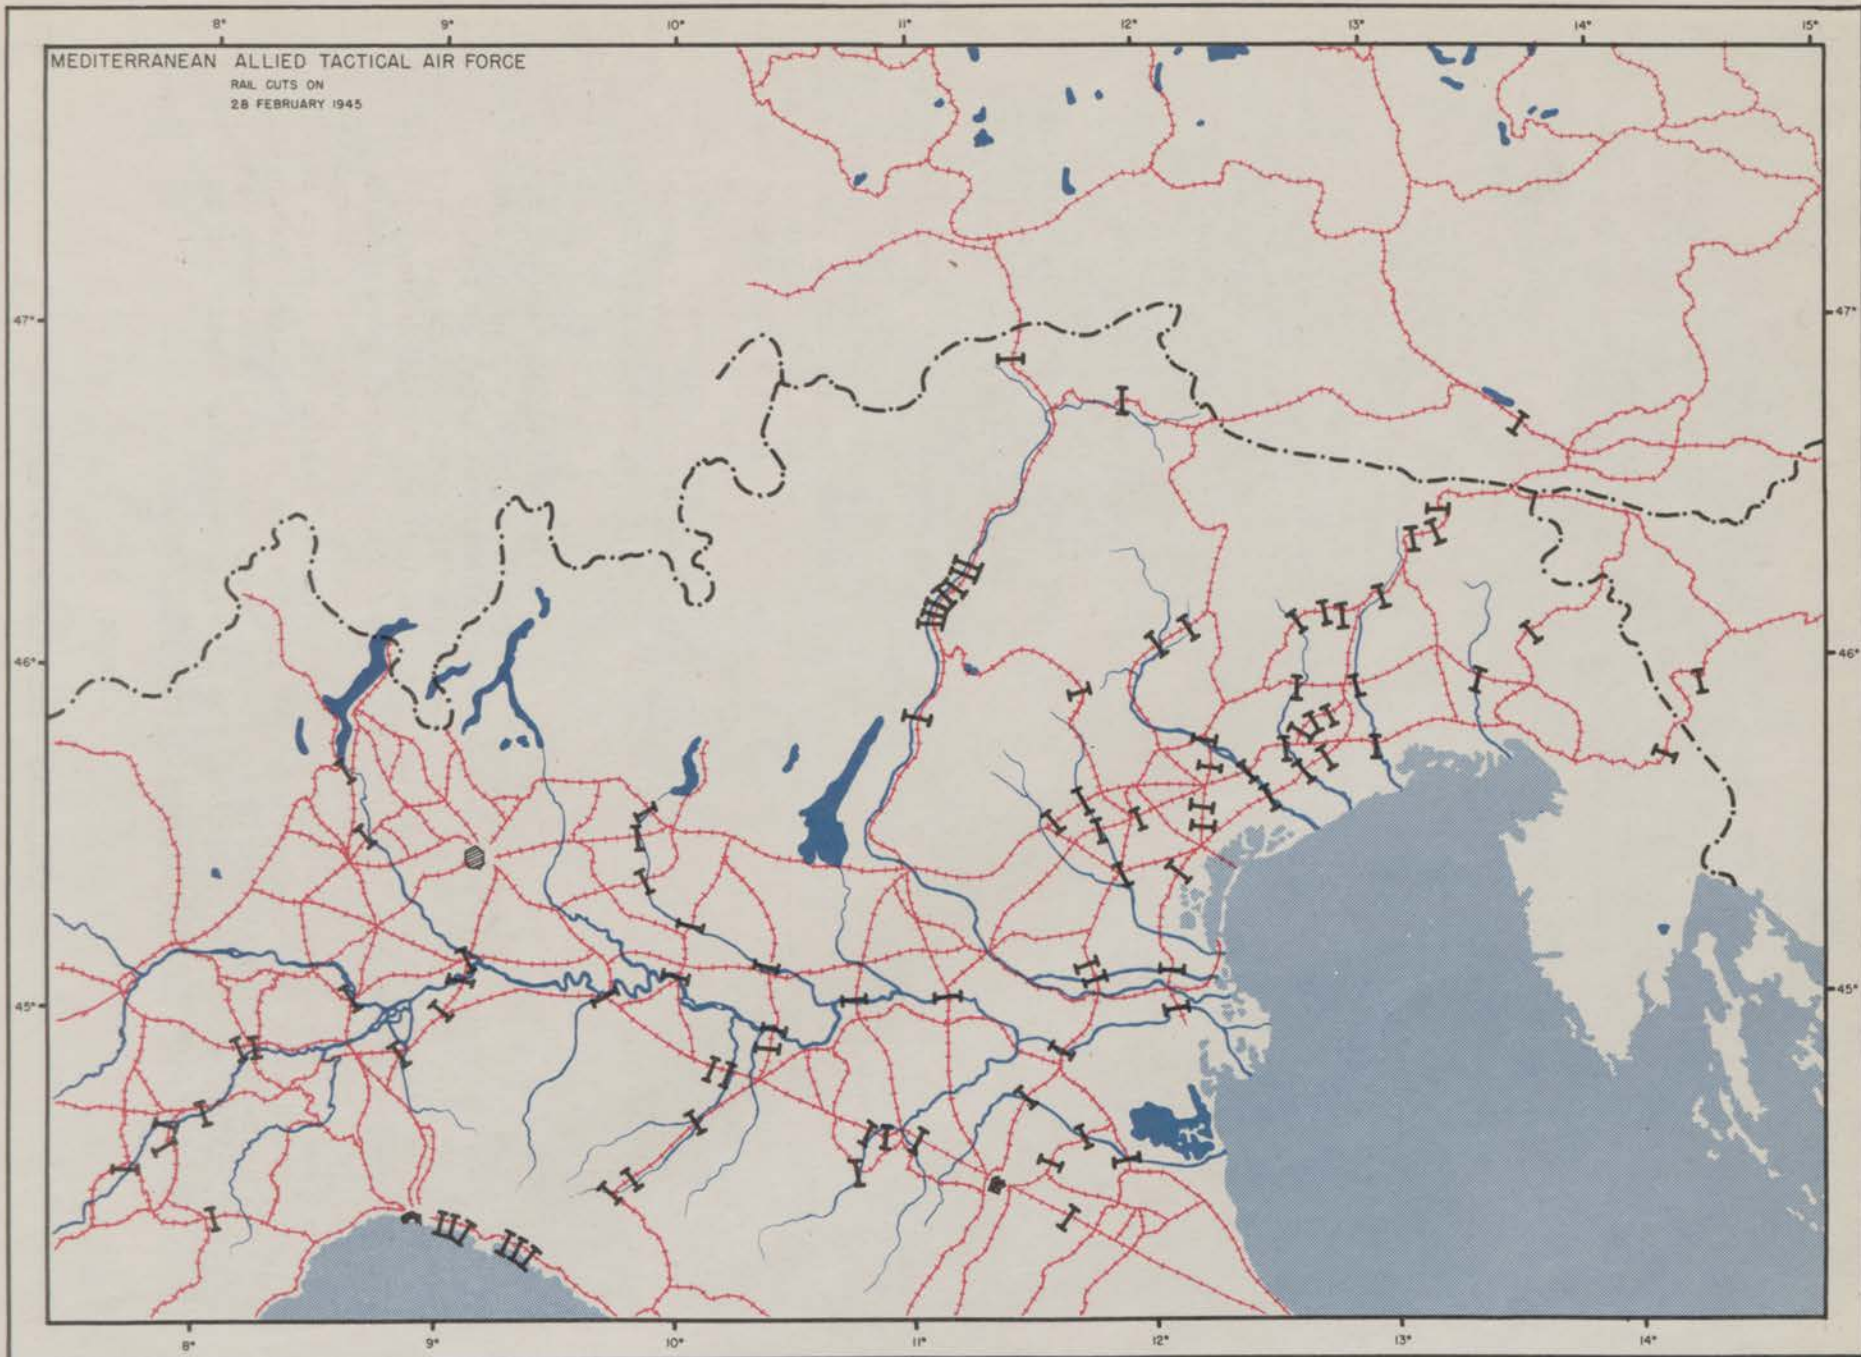 8° 9° 10° 11° 12° 13° 14° 15°
MEDITERRANEAN ALLIED TACTICAL AIR FORCE
RAIL CUTS ON
28 FEBRUARY 1945
47° 47°
46° 46°
45° 45°
8° 9° 10° 11° 12° 13° 14°